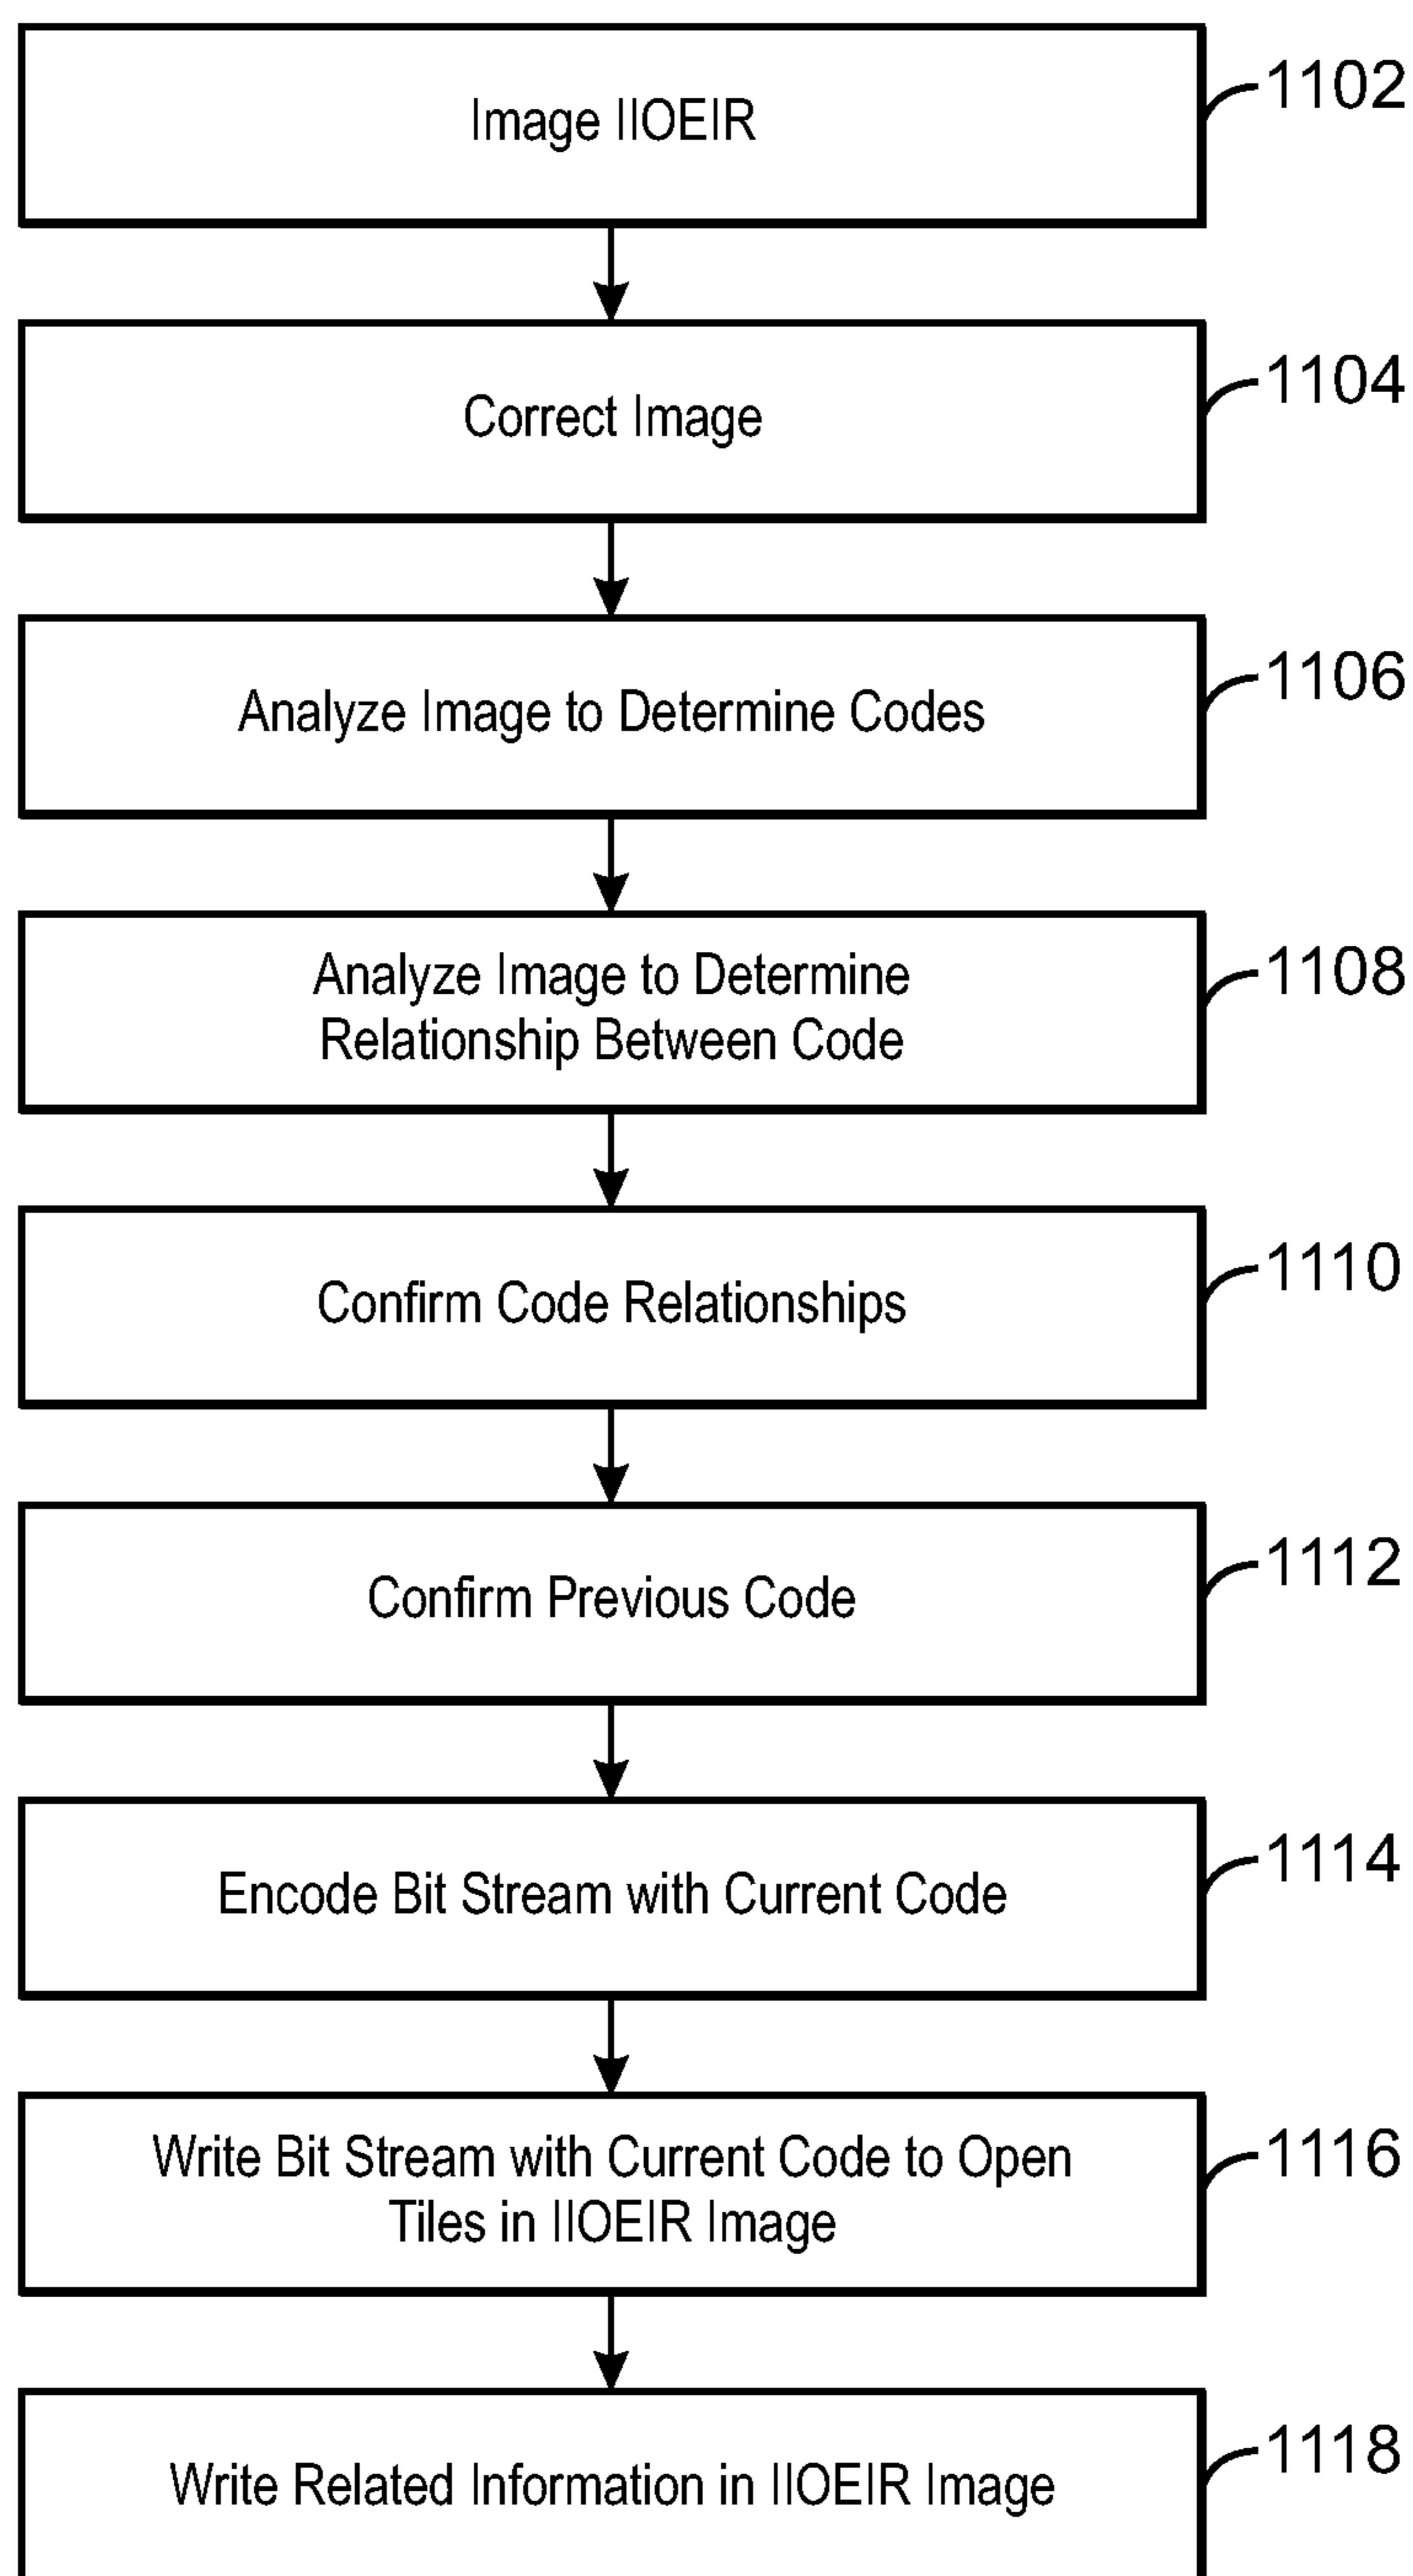 Image IIOEIR
1102
Correct Image
1104
Analyze Image to Determine Codes
1106
Analyze Image to Determine
Relationship Between Code
1108
Confirm Code Relationships
1110
Confirm Previous Code
1112
Encode Bit Stream with Current Code
1114
Write Bit Stream with Current Code to Open
Tiles in IIOEIR Image
1116
Write Related Information in IIOEIR Image
1118